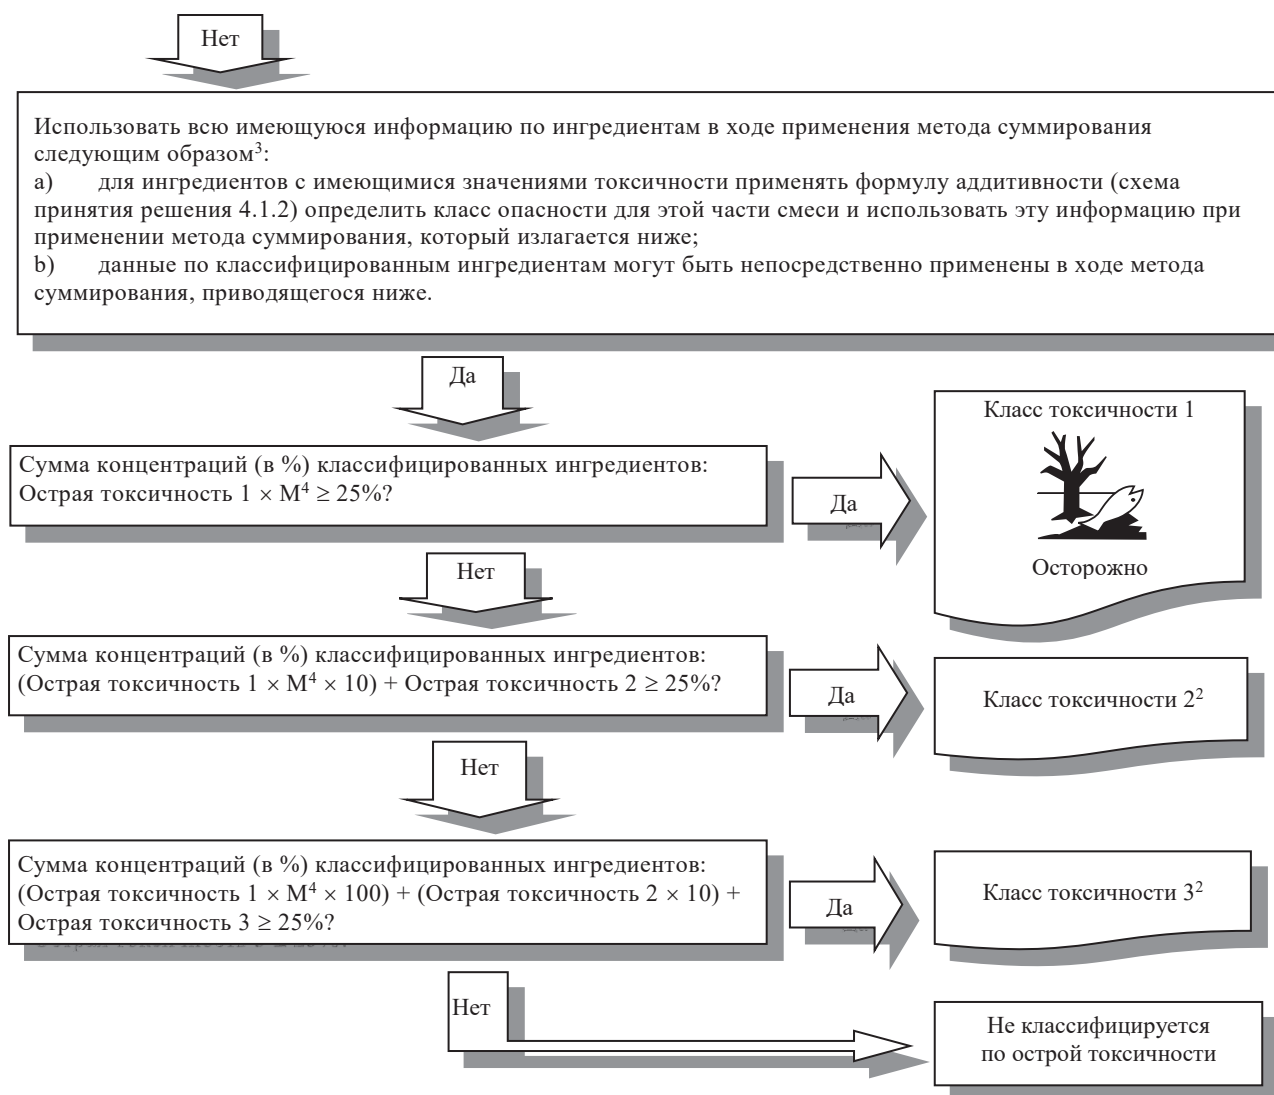 Нет
Использовать всю имеющуюся информацию по ингредиентам в ходе применения метода суммирования
следующим образом³:
a) для ингредиентов с имеющимися значениями токсичности применять формулу аддитивности (схема
принятия решения 4.1.2) определить класс опасности для этой части смеси и использовать эту информацию при
применении метода суммирования, который излагается ниже;
b) данные по классифицированным ингредиентам могут быть непосредственно применены в ходе метода
суммирования, приводящегося ниже.
Да
Сумма концентраций (в %) классифицированных ингредиентов:
Острая токсичность 1 × M⁴ ≥ 25%?
Да
Класс токсичности 1
Осторожно
Нет
Сумма концентраций (в %) классифицированных ингредиентов:
(Острая токсичность 1 × M⁴ × 10) + Острая токсичность 2 ≥ 25%?
Да
Класс токсичности 2²
Нет
Сумма концентраций (в %) классифицированных ингредиентов:
(Острая токсичность 1 × M⁴ × 100) + (Острая токсичность 2 × 10) +
Острая токсичность 3 ≥ 25%?
Да
Класс токсичности 3²
Нет
Не классифицируется
по острой токсичности